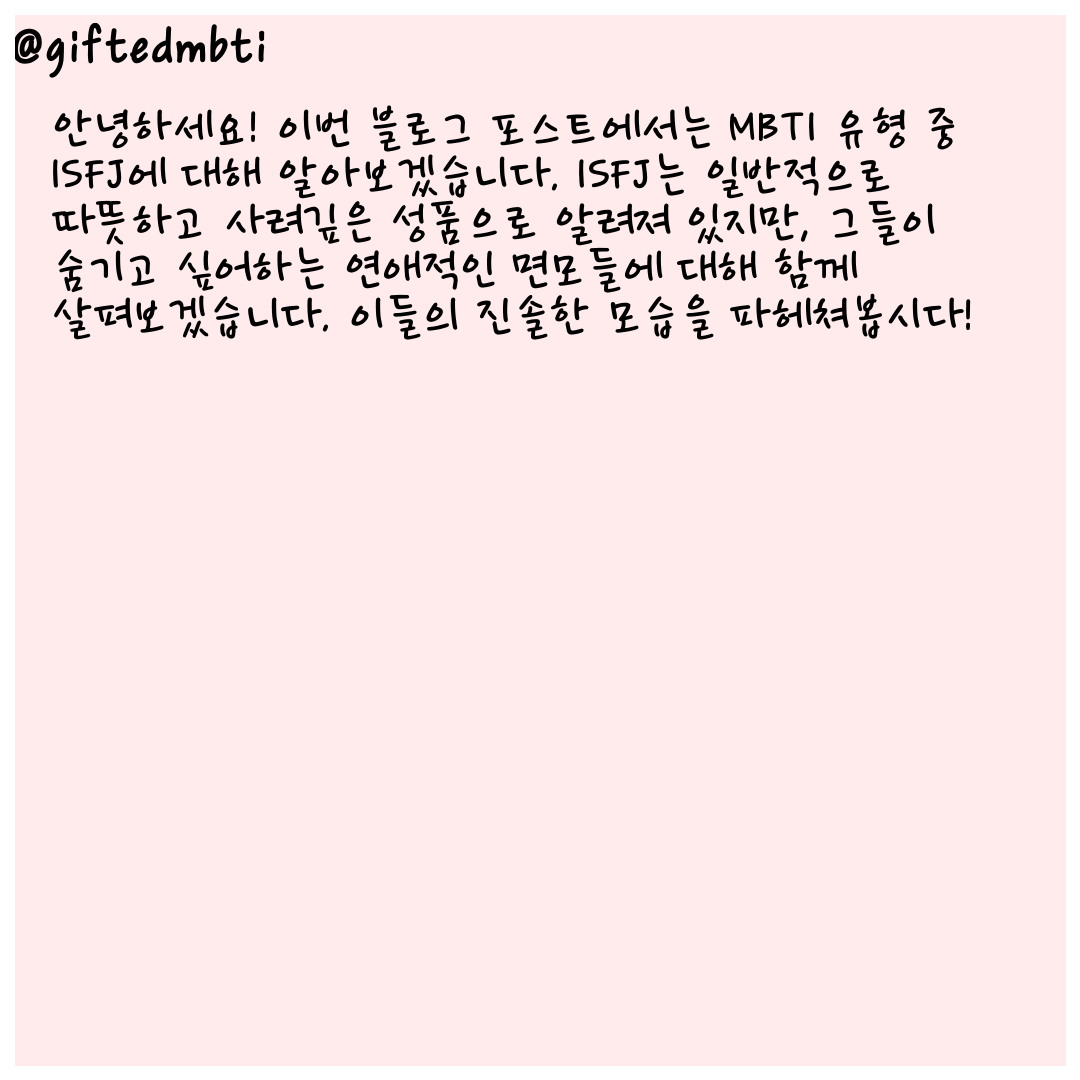 @giftedmbti
안녕하세요! 이번 블로그 포스트에서는 MBTI 유형 중
ISFJ에 대해 알아보겠습니다. ISFJ는 일반적으로
따뜻하고 사려깊은 성품으로 알려져 있지만, 그들이
숨기고 싶어하는 연애적인 면모들에 대해 함께
살펴보겠습니다. 이들의 진솔한 모습을 파헤쳐봅시다!